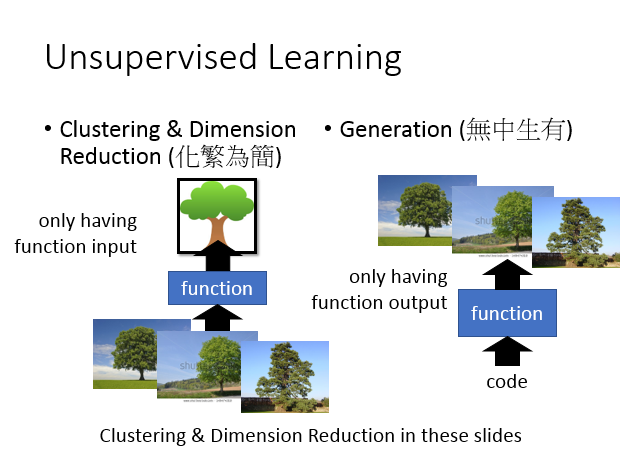 Unsupervised Learning
• Clustering & Dimension
Reduction (化繁為簡)
only having
function input
function
Clustering & Dimension Reduction in these slides
• Generation (無中生有)
only having
function output
function
code